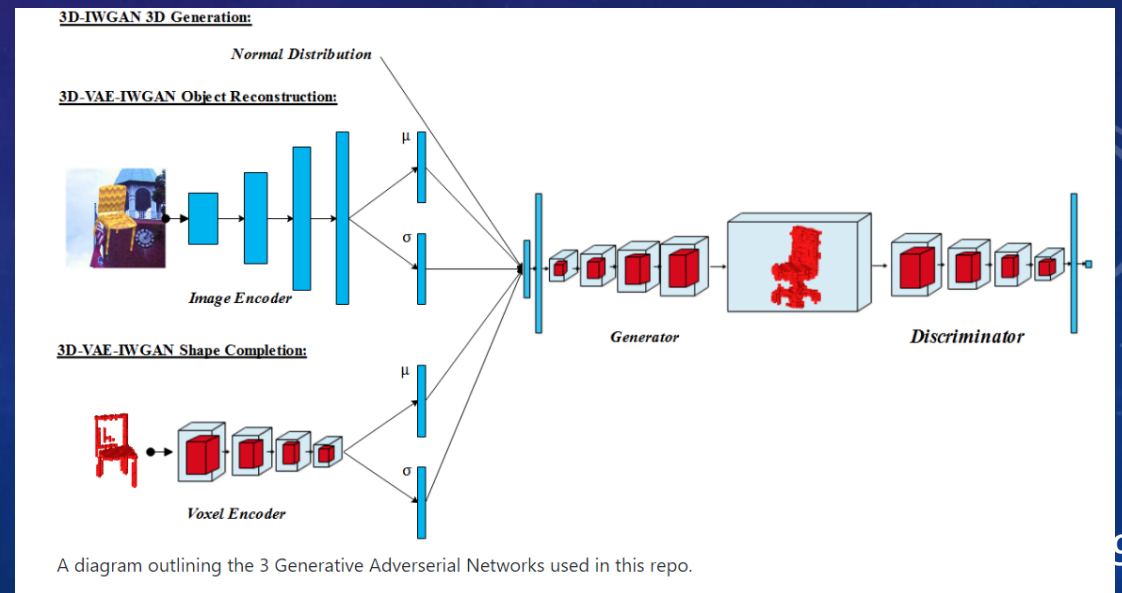 3D-IWGAN 3D Generation:
Normal Distribution
3D-VAE-IWGAN Object Reconstruction:
μ
σ
Image Encoder
Generator
Discriminator
3D-VAE-IWGAN Shape Completion:
μ
σ
Voxel Encoder
A diagram outlining the 3 Generative Adverserial Networks used in this repo.